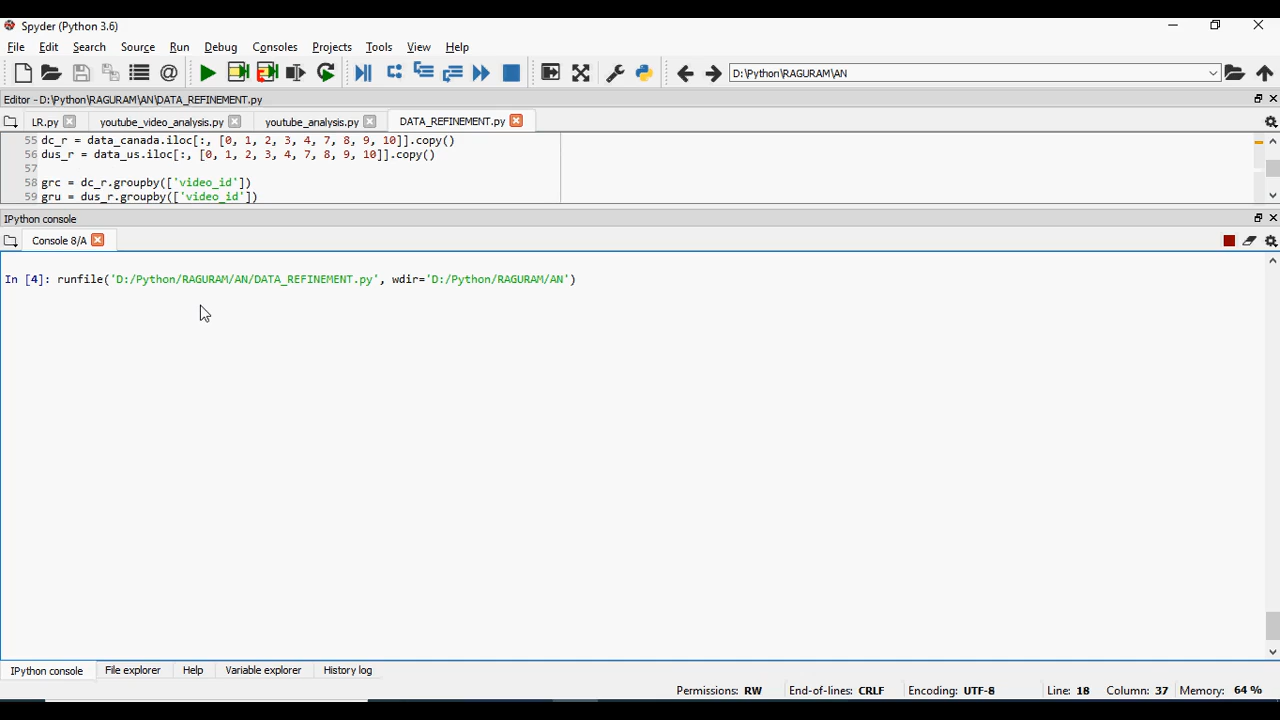 Spyder (Python 3.6)
File Edit Search Source Run Debug Consoles Projects Tools View Help
D:\Python\RAGURAM\AN
Editor - D:\Python\RAGURAM\AN\DATA_REFINEMENT.py
LR.py youtube_video_analysis.py youtube_analysis.py DATA_REFINEMENT.py
55 dc_r = data_canada.iloc[:, [0, 1, 2, 3, 4, 7, 8, 9, 10]].copy()
56 dus_r = data_us.iloc[:, [0, 1, 2, 3, 4, 7, 8, 9, 10]].copy()
57
58 grc = dc_r.groupby(['video_id'])
59 gru = dus_r.groupby(['video_id'])
IPython console
Console 8/A
In [4]: runfile('D:/Python/RAGURAM/AN/DATA_REFINEMENT.py', wdir='D:/Python/RAGURAM/AN')
IPython console File explorer Help Variable explorer History log
Permissions: RW End-of-lines: CRLF Encoding: UTF-8 Line: 18 Column: 37 Memory: 64 %